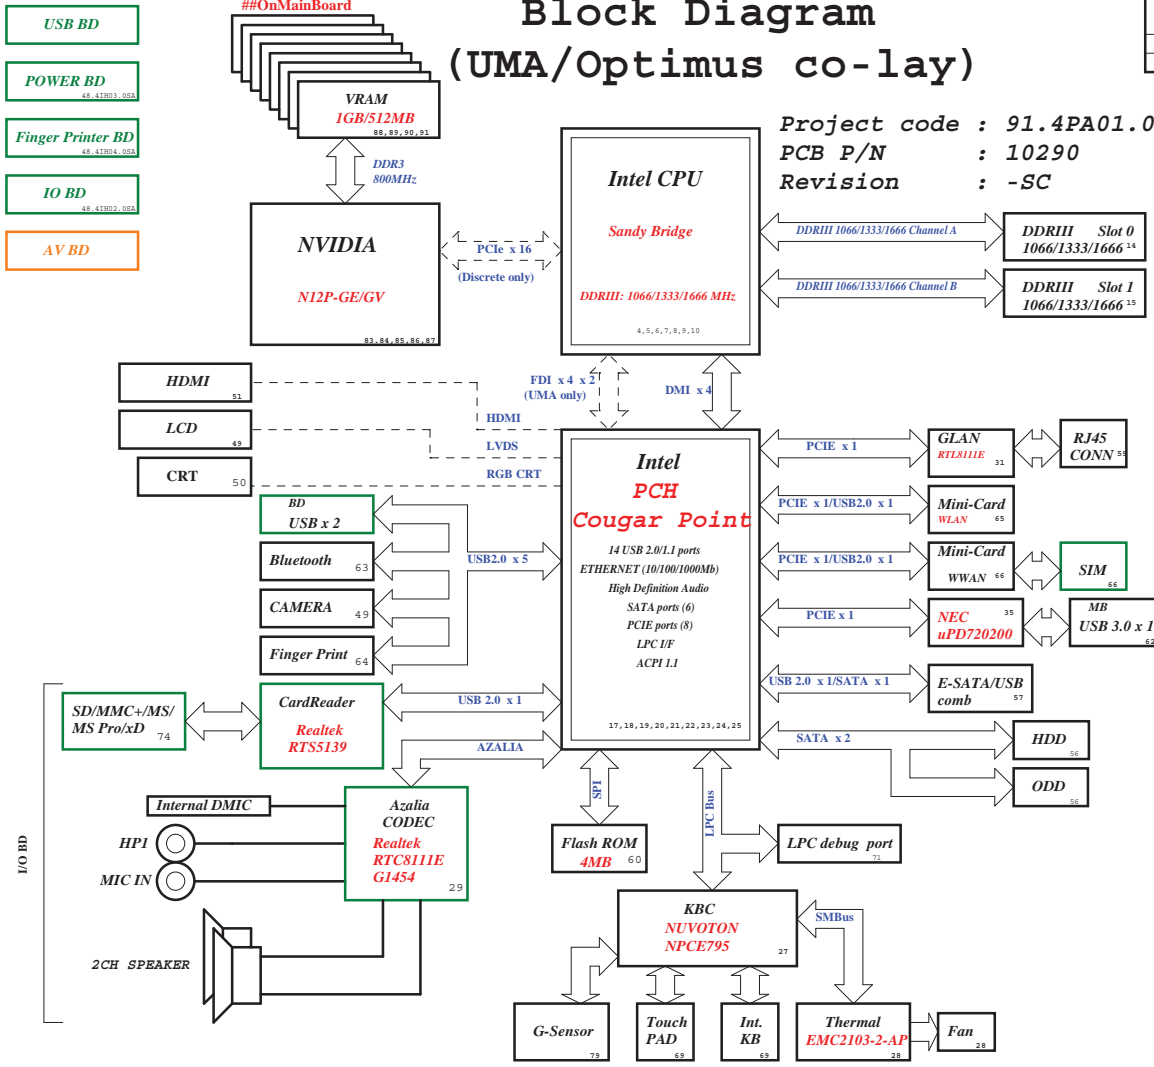 ##OnMainBoard
Block Diagram
(UMA/Optimus co-lay)
USB BD
POWER BD
48.4IH03.0SA
Finger Printer BD
48.4IH04.0SA
IO BD
48.4IH02.0SA
AV BD
Project code : 91.4PA01.0
PCB P/N : 10290
Revision : -SC
VRAM
1GB/512MB
88,89,90,91
DDR3
800MHz
NVIDIA
N12P-GE/GV
83,84,85,86,87
PCIe x 16
(Discrete only)
Intel CPU
Sandy Bridge
DDRIII: 1066/1333/1666 MHz
4,5,6,7,8,9,10
DDRIII 1066/1333/1666 Channel A
DDRIII Slot 0
1066/1333/1666 14
DDRIII 1066/1333/1666 Channel B
DDRIII Slot 1
1066/1333/1666 15
FDI x 4 x 2
(UMA only)
DMI x 4
HDMI
51
HDMI
LCD
49
LVDS
CRT
50
RGB CRT
Intel
PCH
Cougar Point
14 USB 2.0/1.1 ports
ETHERNET (10/100/1000Mb)
High Definition Audio
SATA ports (6)
PCIE ports (8)
LPC I/F
ACPI 1.1
17,18,19,20,21,22,23,24,25
BD
USB x 2
Bluetooth
63
CAMERA
49
Finger Print
64
USB2.0 x 5
PCIE x 1
GLAN
RTL8111E
31
RJ45
CONN 59
PCIE x 1/USB2.0 x 1
Mini-Card
WLAN 65
PCIE x 1/USB2.0 x 1
Mini-Card
WWAN 66
SIM
66
PCIE x 1
NEC 35
uPD720200
MB
USB 3.0 x 1
62
USB 2.0 x 1/SATA x 1
E-SATA/USB
comb 57
SATA x 2
HDD
56
ODD
56
SD/MMC+/MS/
MS Pro/xD
74
CardReader
Realtek
RTS5139
USB 2.0 x 1
AZALIA
I/O BD
Internal DMIC
HP1
MIC IN
2CH SPEAKER
Azalia
CODEC
Realtek
RTC8111E
G1454
29
SPI
Flash ROM
4MB 60
LPC Bus
LPC debug port
71
KBC
NUVOTON
NPCE795
27
SMBus
G-Sensor
79
Touch
PAD
69
Int.
KB
69
Thermal
EMC2103-2-AP
28
Fan
28